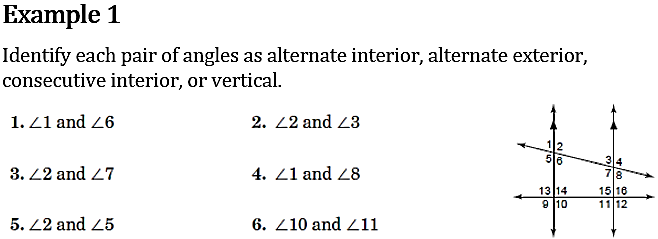 Example 1
Identify each pair of angles as alternate interior, alternate exterior,
consecutive interior, or vertical.
1. ∠1 and ∠6
2. ∠2 and ∠3
3. ∠2 and ∠7
4. ∠1 and ∠8
5. ∠2 and ∠5
6. ∠10 and ∠11
1 2
5 6
3 4
7 8
13 14
15 16
9 10
11 12